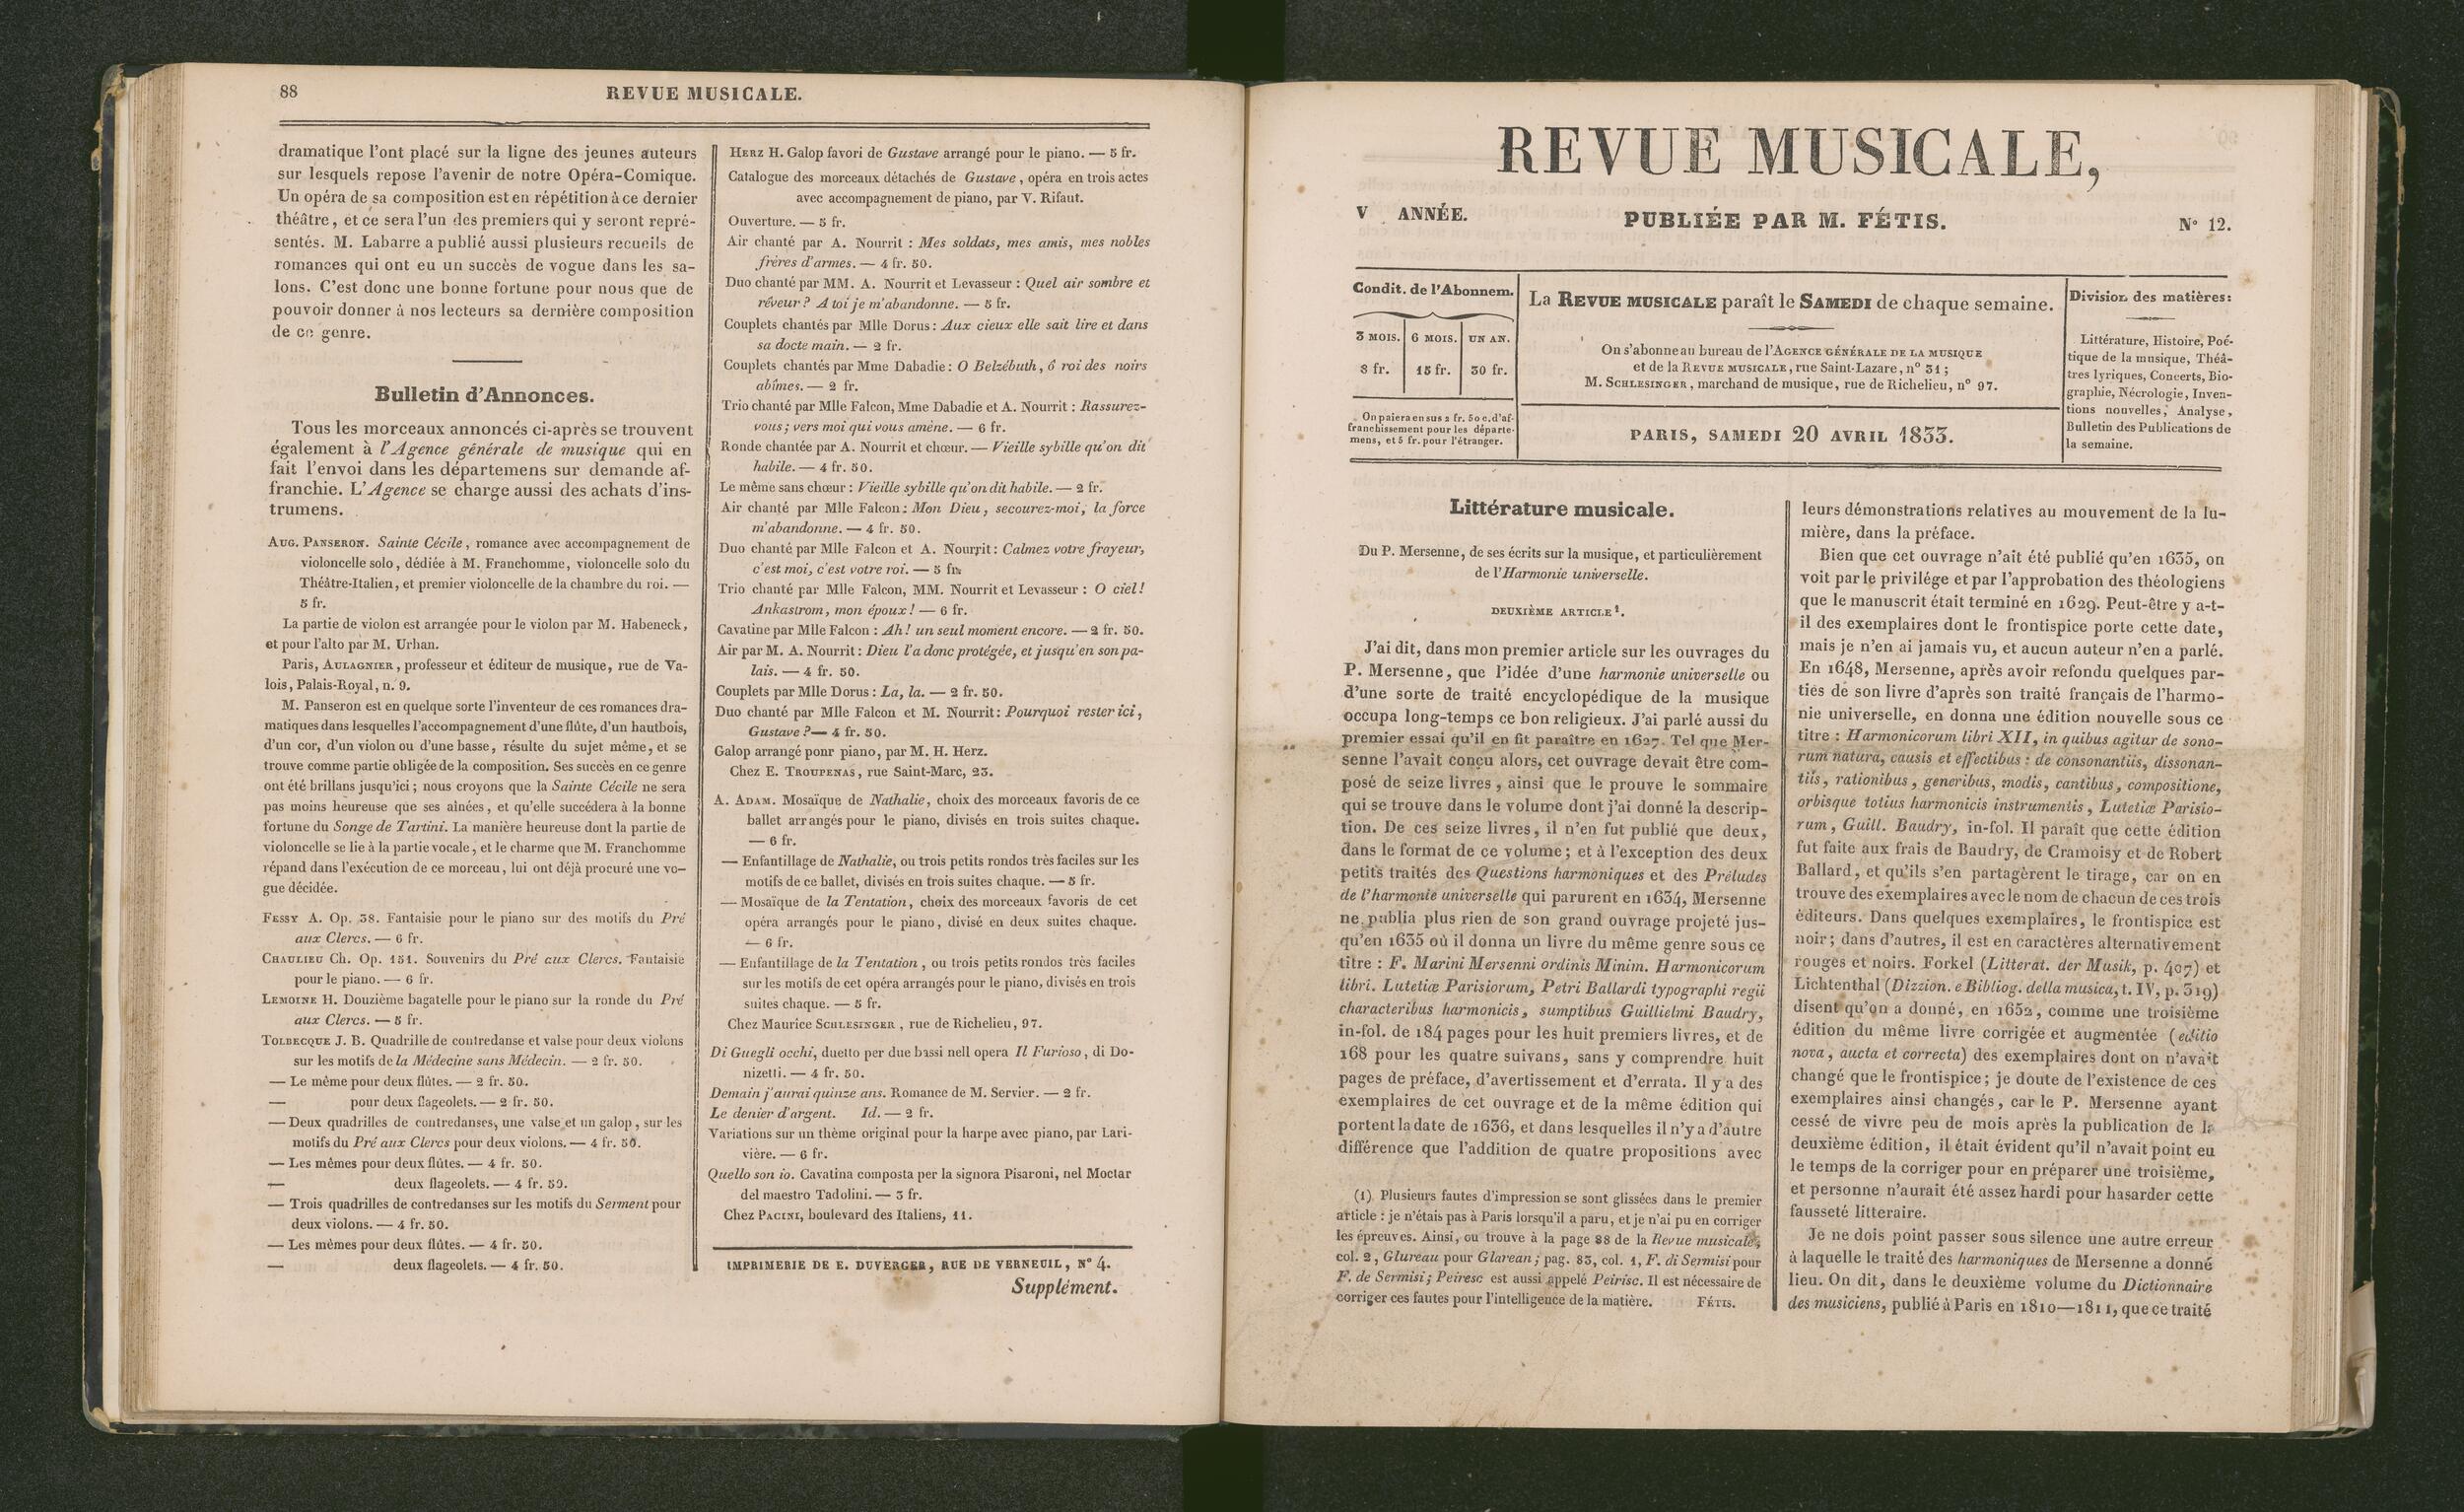 88
REVUE MUSICALE.
dramatique l'ont placé sur la ligne des jeunes auteurs
sur lesquels repose l'avenir de notre Opéra-Comique.
Un opéra de sa composition est en répétition à ce dernier
théâtre, et ce sera l'un des premiers qui y seront repré-
sentés. M. Labarre a publié aussi plusieurs recueils de
romances qui ont eu un succès de vogue dans les sa-
lons. C'est donc une bonne fortune pour nous que de
pouvoir donner à nos lecteurs sa dernière composition
de ce genre.
Bulletin d'Annonces.
Tous les morceaux annoncés ci-après se trouvent
également à l'Agence générale de musique qui en
fait l'envoi dans les départemens sur demande af-
franchie. L'Agence se charge aussi des achats d'ins-
trumens.
AUG. PANSERON. Sainte Cécile, romance avec accompagnement de
violoncelle solo, dédiée à M. Franchomme, violoncelle solo du
Théâtre-Italien, et premier violoncelle de la chambre du roi. —
5 fr.
La partie de violon est arrangée pour le violon par M. Habeneck,
et pour l'alto par M. Urhan.
Paris, AULAGNIER, professeur et éditeur de musique, rue de Va-
lois, Palais-Royal, n. 9.
M. Panseron est en quelque sorte l'inventeur de ces romances dra-
matiques dans lesquelles l'accompagnement d'une flûte, d'un hautbois,
d'un cor, d'un violon ou d'une basse, résulte du sujet même, et se
trouve comme partie obligée de la composition. Ses succès en ce genre
ont été brillans jusqu'ici; nous croyons que la Sainte Cécile ne sera
pas moins heureuse que ses aînées, et qu'elle succédera à la bonne
fortune du Songe de Tartini. La manière heureuse dont la partie de
violoncelle se lie à la partie vocale, et le charme que M. Franchomme
répand dans l'exécution de ce morceau, lui ont déjà procuré une vo-
gue décidée.
FESSY A. Op. 38. Fantaisie pour le piano sur des motifs du Pré
aux Clercs. — 6 fr.
CHAULIEU Ch. Op. 151. Souvenirs du Pré aux Clercs. Fantaisie
pour le piano. — 6 fr.
LEMOINE H. Douzième bagatelle pour le piano sur la ronde du Pré
aux Clercs. — 5 fr.
TOLBECQUE J. B. Quadrille de contredanse et valse pour deux violons
sur les motifs de la Médecine sans Médecin. — 2 fr. 50.
— Le même pour deux flûtes. — 2 fr. 50.
— pour deux flageolets. — 2 fr. 50.
— Deux quadrilles de contredanses, une valse et un galop, sur les
motifs du Pré aux Clercs pour deux violons. — 4 fr. 50.
— Les mêmes pour deux flûtes. — 4 fr. 50.
— deux flageolets. — 4 fr. 50.
— Trois quadrilles de contredanses sur les motifs du Serment pour
deux violons. — 4 fr. 50.
— Les mêmes pour deux flûtes. — 4 fr. 50.
— deux flageolets. — 4 fr. 50.
HERZ H. Galop favori de Gustave arrangé pour le piano. — 5 fr.
Catalogue des morceaux détachés de Gustave, opéra en trois actes
avec accompagnement de piano, par V. Rifaut.
Ouverture. — 5 fr.
Air chanté par A. Nourrit : Mes soldats, mes amis, mes nobles
frères d'armes. — 4 fr. 50.
Duo chanté par MM. A. Nourrit et Levasseur : Quel air sombre et
rêveur? A toi je m'abandonne. — 5 fr.
Couplets chantés par Mlle Dorus : Aux cieux elle sait lire et dans
sa docte main. — 2 fr.
Couplets chantés par Mme Dabadie : O Belzébuth, ô roi des noirs
abîmes. — 2 fr.
Trio chanté par Mlle Falcon, Mme Dabadie et A. Nourrit : Rassurez-
vous; vers moi qui vous amène. — 6 fr.
Ronde chantée par A. Nourrit et chœur. — Vieille sybille qu'on dit
habile. — 4 fr. 50.
Le même sans chœur : Vieille sybille qu'on dit habile. — 2 fr.
Air chanté par Mlle Falcon : Mon Dieu, secourez-moi, la force
m'abandonne. — 4 fr. 50.
Duo chanté par Mlle Falcon et A. Nourrit : Calmez votre frayeur,
c'est moi, c'est votre roi. — 5 fr.
Trio chanté par Mlle Falcon, MM. Nourrit et Levasseur : O ciel!
Ankastrom, mon époux! — 6 fr.
Cavatine par Mlle Falcon : Ah! un seul moment encore. — 2 fr. 50.
Air par M. A. Nourrit : Dieu l'a donc protégée, et jusqu'en son pa-
lais. — 4 fr. 50.
Couplets par Mlle Dorus : La, la. — 2 fr. 50.
Duo chanté par Mlle Falcon et M. Nourrit : Pourquoi rester ici,
Gustave? — 4 fr. 50.
Galop arrangé ponr piano, par M. H. Herz.
Chez E. TROUPENAS, rue Saint-Marc, 23.
A. ADAM. Mosaïque de Nathalie, choix des morceaux favoris de ce
ballet arrangés pour le piano, divisés en trois suites chaque.
— 6 fr.
— Enfantillage de Nathalie, ou trois petits rondos très faciles sur les
motifs de ce ballet, divisés en trois suites chaque. — 5 fr.
— Mosaïque de la Tentation, choix des morceaux favoris de cet
opéra arrangés pour le piano, divisé en deux suites chaque.
— 6 fr.
— Enfantillage de la Tentation, ou trois petits rondos très faciles
sur les motifs de cet opéra arrangés pour le piano, divisés en trois
suites chaque. — 5 fr.
Chez Maurice SCHLESINGER, rue de Richelieu, 97.
Di Guegli occhi, duetto per due bassi nell opera Il Furioso, di Do-
nizetti. — 4 fr. 50.
Demain j'aurai quinze ans. Romance de M. Servier. — 2 fr.
Le denier d'argent. Id. — 2 fr.
Variations sur un thème original pour la harpe avec piano, par Lari-
vière. — 6 fr.
Quello son io. Cavatina composta per la signora Pisaroni, nel Moctar
del maestro Tadolini. — 3 fr.
Chez PACINI, boulevard des Italiens, 11.
IMPRIMERIE DE E. DUVERGER, RUE DE VERNEUIL, N° 4.
Supplément.
REVUE MUSICALE,
V ANNÉE.
PUBLIÉE PAR M. FÉTIS.
N° 12.
Condit. de l'Abonnem.
3 MOIS. 6 MOIS. UN AN.
8 fr. 15 fr. 30 fr.
On paiera en sus 2 fr. 50 c. d'af-
franchissement pour les départe-
mens, et 5 fr. pour l'étranger.
La REVUE MUSICALE paraît le SAMEDI de chaque semaine.
On s'abonne au bureau de l'AGENCE GÉNÉRALE DE LA MUSIQUE
et de la REVUE MUSICALE, rue Saint-Lazare, n° 31;
M. SCHLESINGER, marchand de musique, rue de Richelieu, n° 97.
PARIS, SAMEDI 20 AVRIL 1833.
Division des matières:
Littérature, Histoire, Poé-
tique de la musique, Théâ-
tres lyriques, Concerts, Bio-
graphie, Nécrologie, Inven-
tions nouvelles, Analyse,
Bulletin des Publications de
la semaine.
Littérature musicale.
Du P. Mersenne, de ses écrits sur la musique, et particulièrement
de l'Harmonie universelle.
DEUXIÈME ARTICLE 1.
J'ai dit, dans mon premier article sur les ouvrages du
P. Mersenne, que l'idée d'une harmonie universelle ou
d'une sorte de traité encyclopédique de la musique
occupa long-temps ce bon religieux. J'ai parlé aussi du
premier essai qu'il en fit paraître en 1627. Tel que Mer-
senne l'avait conçu alors, cet ouvrage devait être com-
posé de seize livres, ainsi que le prouve le sommaire
qui se trouve dans le volume dont j'ai donné la descrip-
tion. De ces seize livres, il n'en fut publié que deux,
dans le format de ce volume; et à l'exception des deux
petits traités des Questions harmoniques et des Préludes
de l'harmonie universelle qui parurent en 1634, Mersenne
ne publia plus rien de son grand ouvrage projeté jus-
qu'en 1635 où il donna un livre du même genre sous ce
titre : F. Marini Mersenni ordinis Minim. Harmonicorum
libri. Lutetiæ Parisiorum, Petri Ballardi typographi regii
characteribus harmonicis, sumptibus Guillielmi Baudry,
in-fol. de 184 pages pour les huit premiers livres, et de
168 pour les quatre suivans, sans y comprendre huit
pages de préface, d'avertissement et d'errata. Il y a des
exemplaires de cet ouvrage et de la même édition qui
portent la date de 1636, et dans lesquelles il n'y a d'autre
différence que l'addition de quatre propositions avec
(1) Plusieurs fautes d'impression se sont glissées dans le premier
article : je n'étais pas à Paris lorsqu'il a paru, et je n'ai pu en corriger
les épreuves. Ainsi, ou trouve à la page 88 de la Revue musicale,
col. 2, Glureau pour Glarean; pag. 83, col. 1, F. di Sermisi pour
F. de Sermisi; Peiresc est aussi appelé Peirisc. Il est nécessaire de
corriger ces fautes pour l'intelligence de la matière. FÉTIS.
leurs démonstrations relatives au mouvement de la lu-
mière, dans la préface.
Bien que cet ouvrage n'ait été publié qu'en 1635, on
voit par le privilége et par l'approbation des théologiens
que le manuscrit était terminé en 1629. Peut-être y a-t-
il des exemplaires dont le frontispice porte cette date,
mais je n'en ai jamais vu, et aucun auteur n'en a parlé.
En 1648, Mersenne, après avoir refondu quelques par-
ties de son livre d'après son traité français de l'harmo-
nie universelle, en donna une édition nouvelle sous ce
titre : Harmonicorum libri XII, in quibus agitur de sono-
rum natura, causis et effectibus : de consonantiis, dissonan-
tiis, rationibus, generibus, modis, cantibus, compositione,
orbisque totius harmonicis instrumentis, Lutetiæ Parisio-
rum, Guill. Baudry, in-fol. Il paraît que cette édition
fut faite aux frais de Baudry, de Cramoisy et de Robert
Ballard, et qu'ils s'en partagèrent le tirage, car on en
trouve des exemplaires avec le nom de chacun de ces trois
éditeurs. Dans quelques exemplaires, le frontispice est
noir; dans d'autres, il est en caractères alternativement
rouges et noirs. Forkel (Litterat. der Musik, p. 407) et
Lichtenthal (Dizzion. e Bibliog. della musica, t. IV, p. 319)
disent qu'on a donné, en 1652, comme une troisième
édition du même livre corrigée et augmentée (editio
nova, aucta et correcta) des exemplaires dont on n'avait
changé que le frontispice; je doute de l'existence de ces
exemplaires ainsi changés, car le P. Mersenne ayant
cessé de vivre peu de mois après la publication de la
deuxième édition, il était évident qu'il n'avait point eu
le temps de la corriger pour en préparer une troisième,
et personne n'aurait été assez hardi pour hasarder cette
fausseté litteraire.
Je ne dois point passer sous silence une autre erreur
à laquelle le traité des harmoniques de Mersenne a donné
lieu. On dit, dans le deuxième volume du Dictionnaire
des musiciens, publié à Paris en 1810—1811, que ce traité